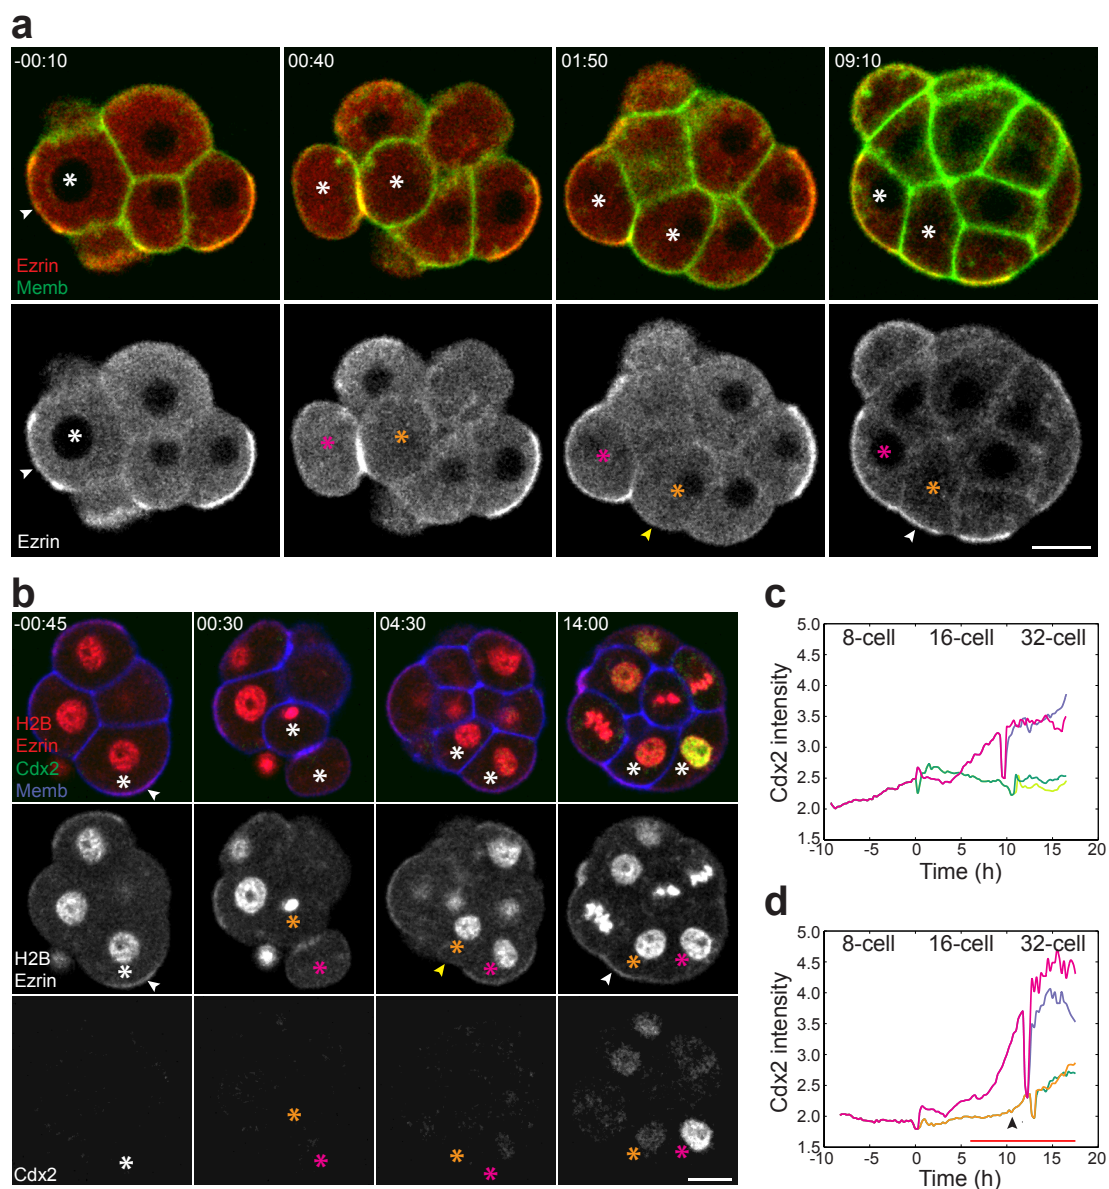 a
-00:10 00:40 01:50 09:10
Ezrin
Memb
Ezrin
b
-00:45 00:30 04:30 14:00
H2B
Ezrin
Cdx2
Memb
H2B
Ezrin
Cdx2
c
8-cell 16-cell 32-cell
5.0
4.5
4.0
3.5
3.0
2.5
2.0
1.5
Cdx2 intensity
-10 -5 0 5 10 15 20
Time (h)
d
8-cell 16-cell 32-cell
5.0
4.5
4.0
3.5
3.0
2.5
2.0
1.5
Cdx2 intensity
-10 -5 0 5 10 15 20
Time (h)